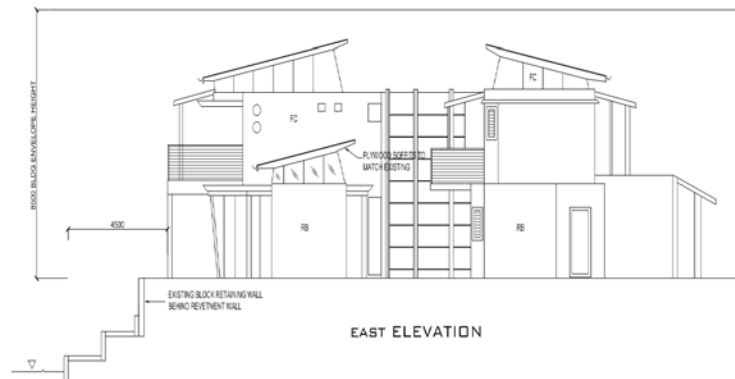 8500 BLDG ENVELOPE HEIGHT
FC
FC
PLYWOOD SOFFITS TO
MATCH EXISTING
4500
RB
RB
EXISTING BLOCK RETAINING WALL
BEHIND REVETMENT WALL
EAST ELEVATION